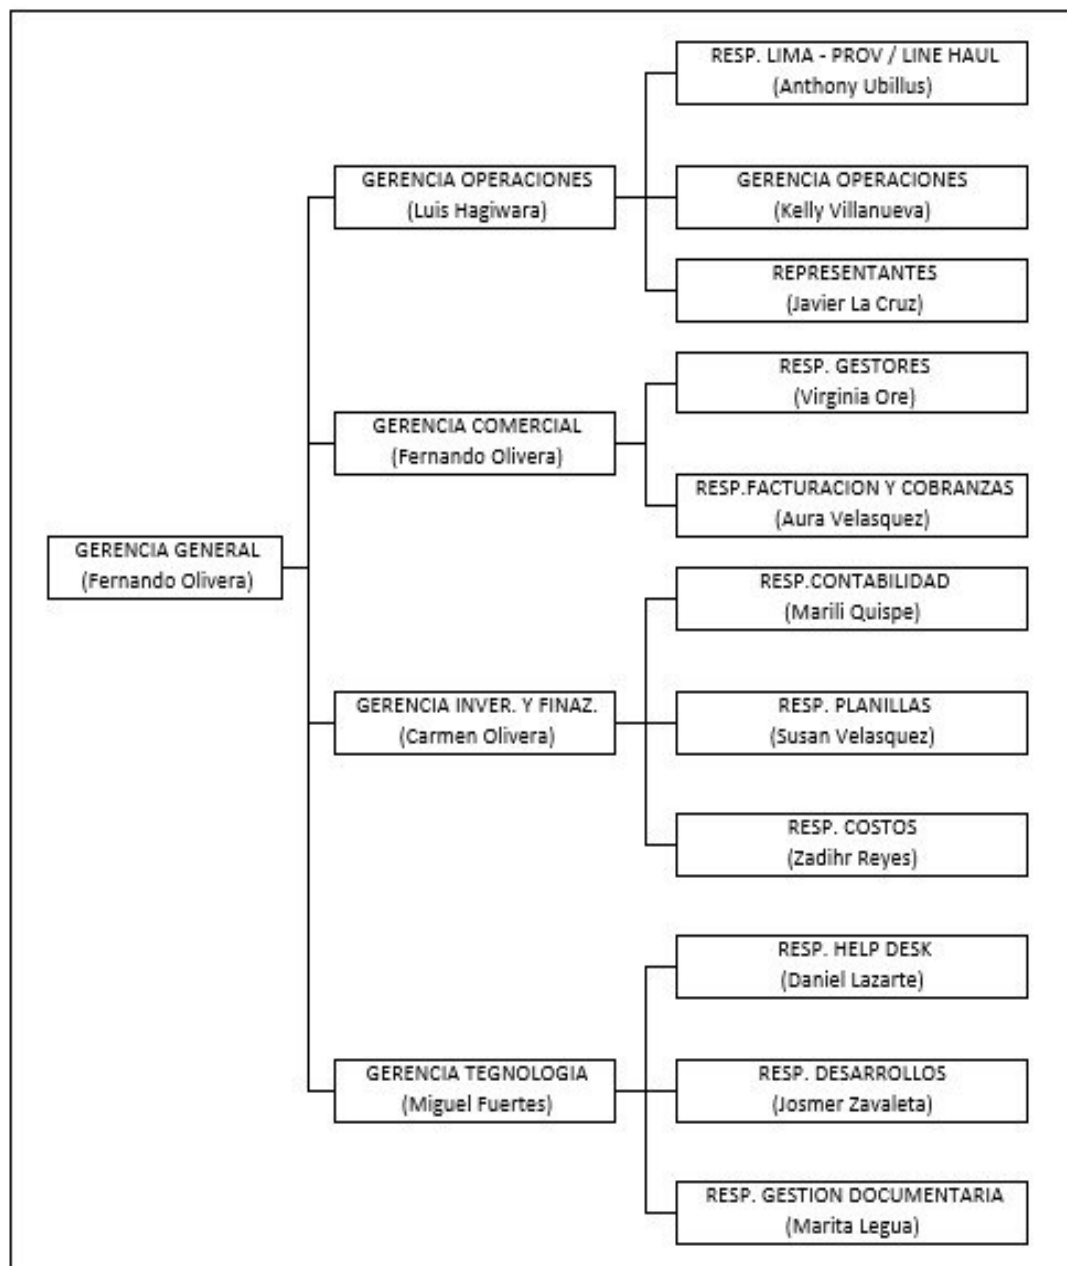 RESP. LIMA - PROV / LINE HAUL
(Anthony Ubillus)
GERENCIA OPERACIONES
(Luis Hagiwara)
GERENCIA OPERACIONES
(Kelly Villanueva)
REPRESENTANTES
(Javier La Cruz)
RESP. GESTORES
(Virginia Ore)
GERENCIA COMERCIAL
(Fernando Olivera)
RESP.FACTURACION Y COBRANZAS
(Aura Velasquez)
GERENCIA GENERAL
(Fernando Olivera)
RESP.CONTABILIDAD
(Marili Quispe)
GERENCIA INVER. Y FINAZ.
(Carmen Olivera)
RESP. PLANILLAS
(Susan Velasquez)
RESP. COSTOS
(Zadihr Reyes)
RESP. HELP DESK
(Daniel Lazarte)
GERENCIA TEGNOLOGIA
(Miguel Fuertes)
RESP. DESARROLLOS
(Josmer Zavaleta)
RESP. GESTION DOCUMENTARIA
(Marita Legua)